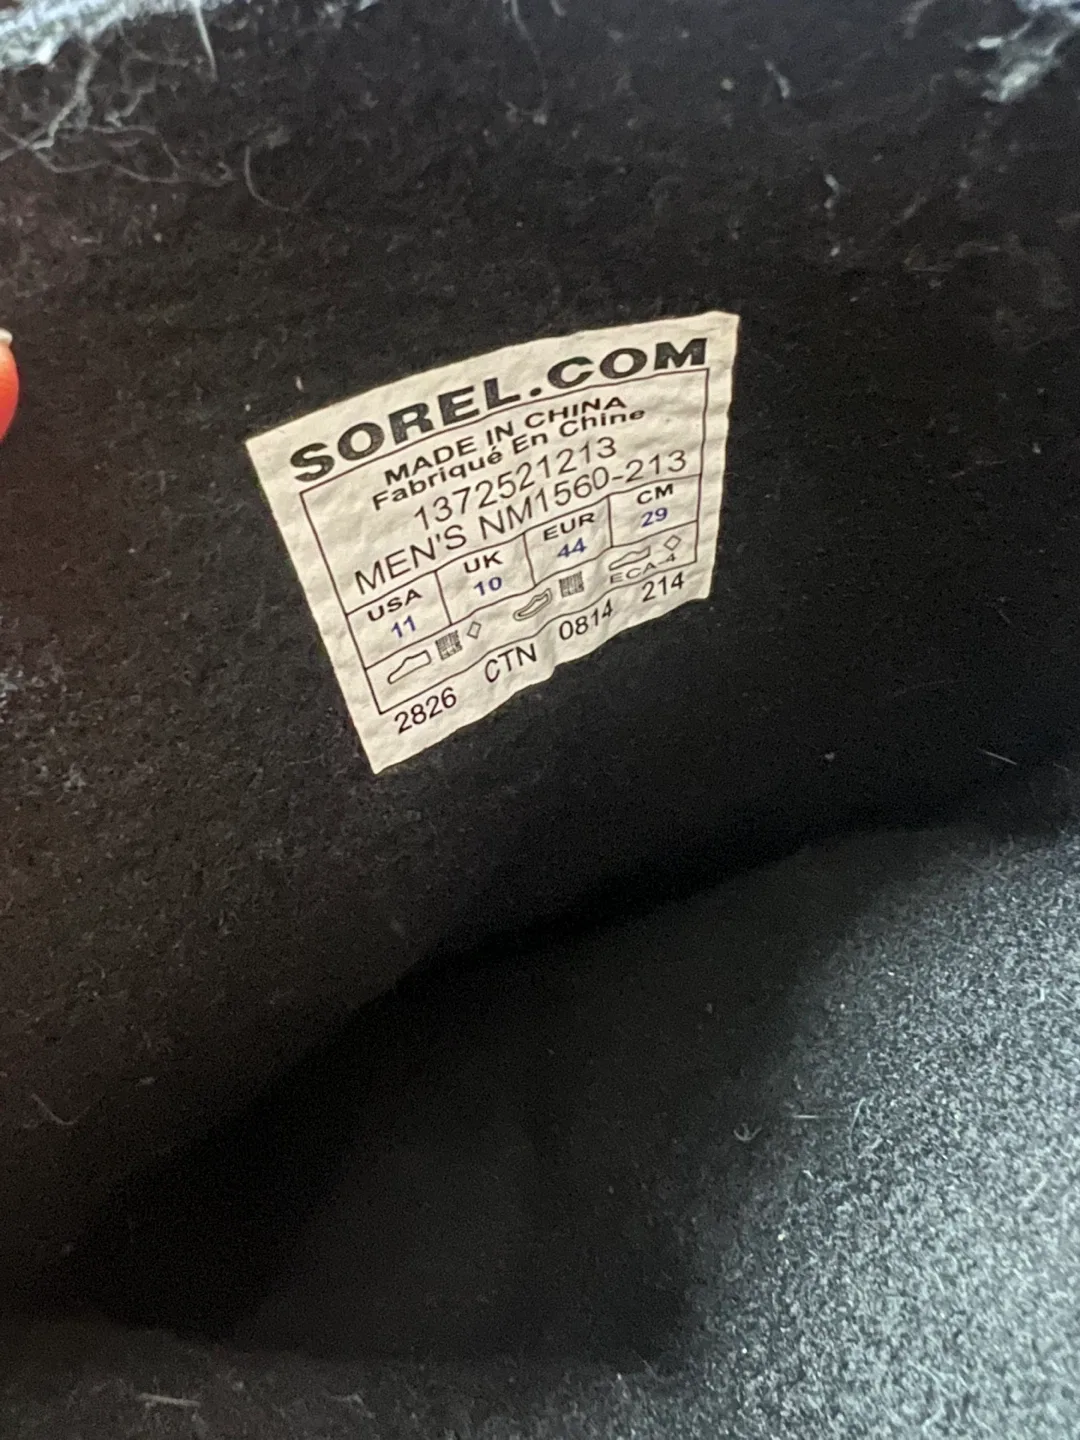 SOREL.COM
MADE IN CHINA
Fabriqué En Chine
1372521213
MEN'S NM1560-213
USA UK EUR CM
11 10 44 29
ECA-4
2826 CTN 0814 214